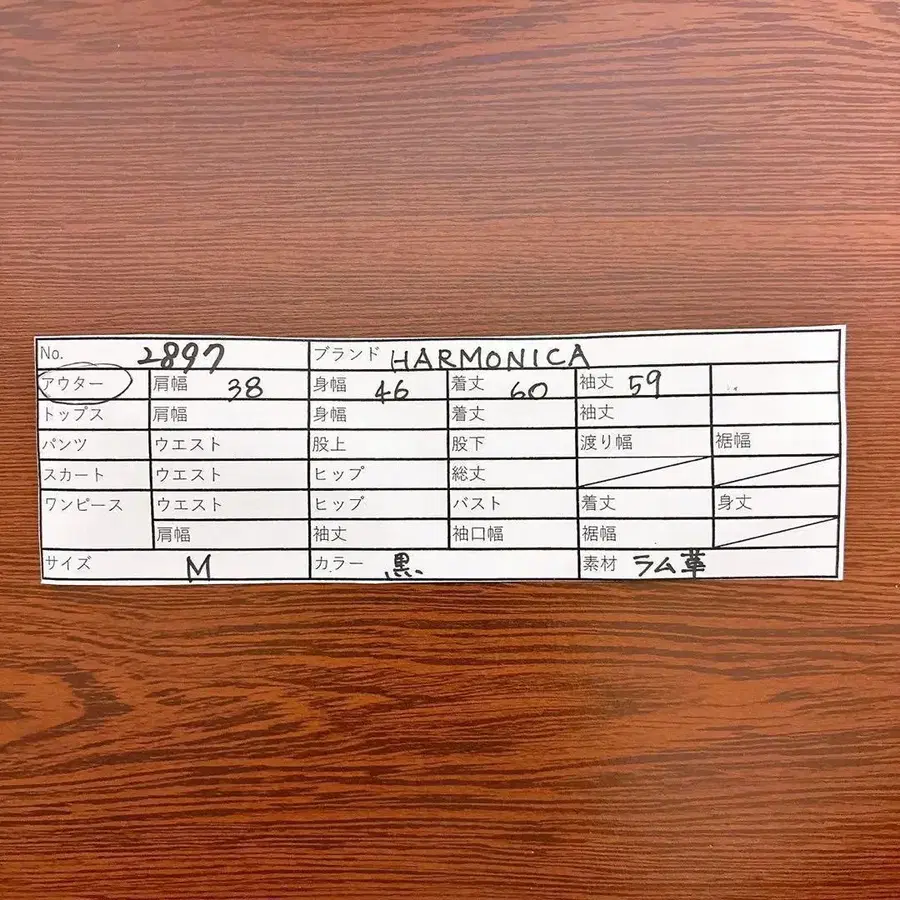 No. 2897 ブランド HARMONICA
アウター 肩幅 38 身幅 46 着丈 60 袖丈 59
トップス 肩幅 身幅 着丈 袖丈
パンツ ウエスト 股上 股下 渡り幅 裾幅
スカート ウエスト ヒップ 総丈
ワンピース ウエスト ヒップ バスト 着丈 身丈
肩幅 袖丈 袖口幅 裾幅
サイズ M カラー 黒 素材 ラム革